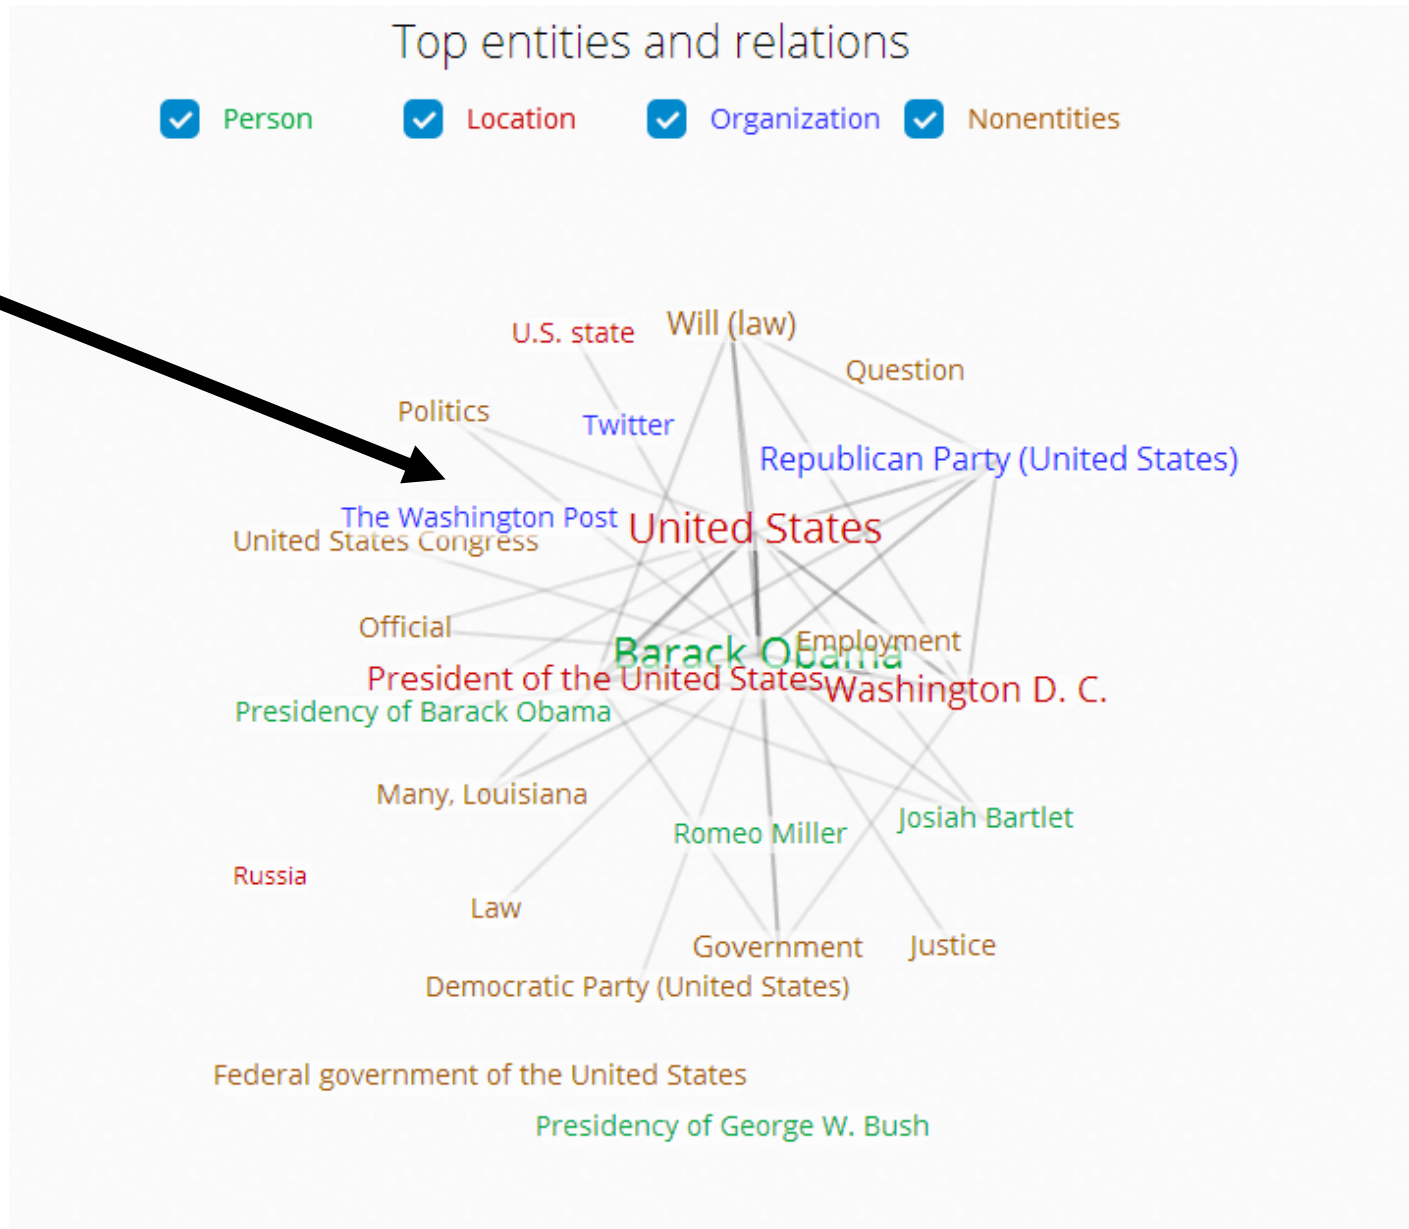 Top entities and relations
Person Location Organization Nonentities
Will (law)
U.S. state
Question
Politics
Twitter
Republican Party (United States)
The Washington Post
United States
United States Congress
Official
Employment
Barack Obama
President of the United States
Washington D. C.
Presidency of Barack Obama
Many, Louisiana
Josiah Bartlet
Romeo Miller
Russia
Law
Government
Justice
Democratic Party (United States)
Federal government of the United States
Presidency of George W. Bush